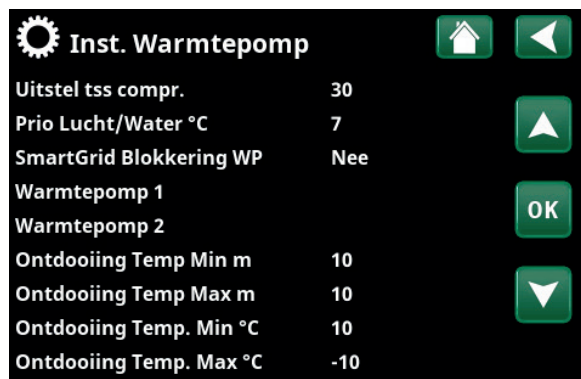 Inst. Warmtepomp
Uitstel tss compr. 30
Prio Lucht/Water °C 7
SmartGrid Blokkering WP Nee
Warmtepomp 1
Warmtepomp 2
OK
Ontdooiing Temp Min m 10
Ontdooiing Temp Max m 10
Ontdooiing Temp. Min °C 10
Ontdooiing Temp. Max °C -10